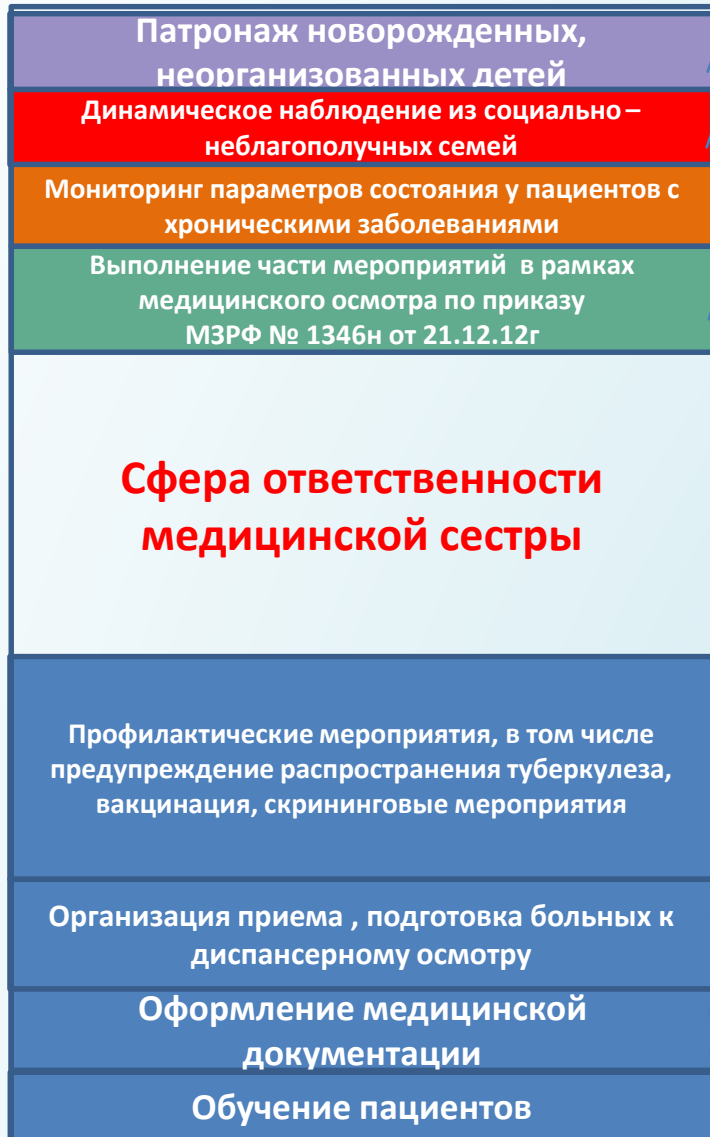 Патронаж новорожденных,
неорганизованных детей
Динамическое наблюдение из социально –
неблагополучных семей
Мониторинг параметров состояния у пациентов с
хроническими заболеваниями
Выполнение части мероприятий в рамках
медицинского осмотра по приказу
МЗРФ № 1346н от 21.12.12г
Сфера ответственности
медицинской сестры
Профилактические мероприятия, в том числе
предупреждение распространения туберкулеза,
вакцинация, скрининговые мероприятия
Организация приема , подготовка больных к
диспансерному осмотру
Оформление медицинской
документации
Обучение пациентов